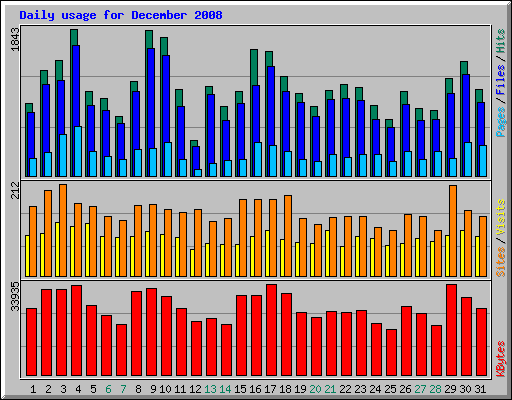 Daily usage for December 2008
1843
Pages / Files / Hits
212
Sites / Visits
33935
KBytes
1 2 3 4 5 6 7 8 9 10 11 12 13 14 15 16 17 18 19 20 21 22 23 24 25 26 27 28 29 30 31